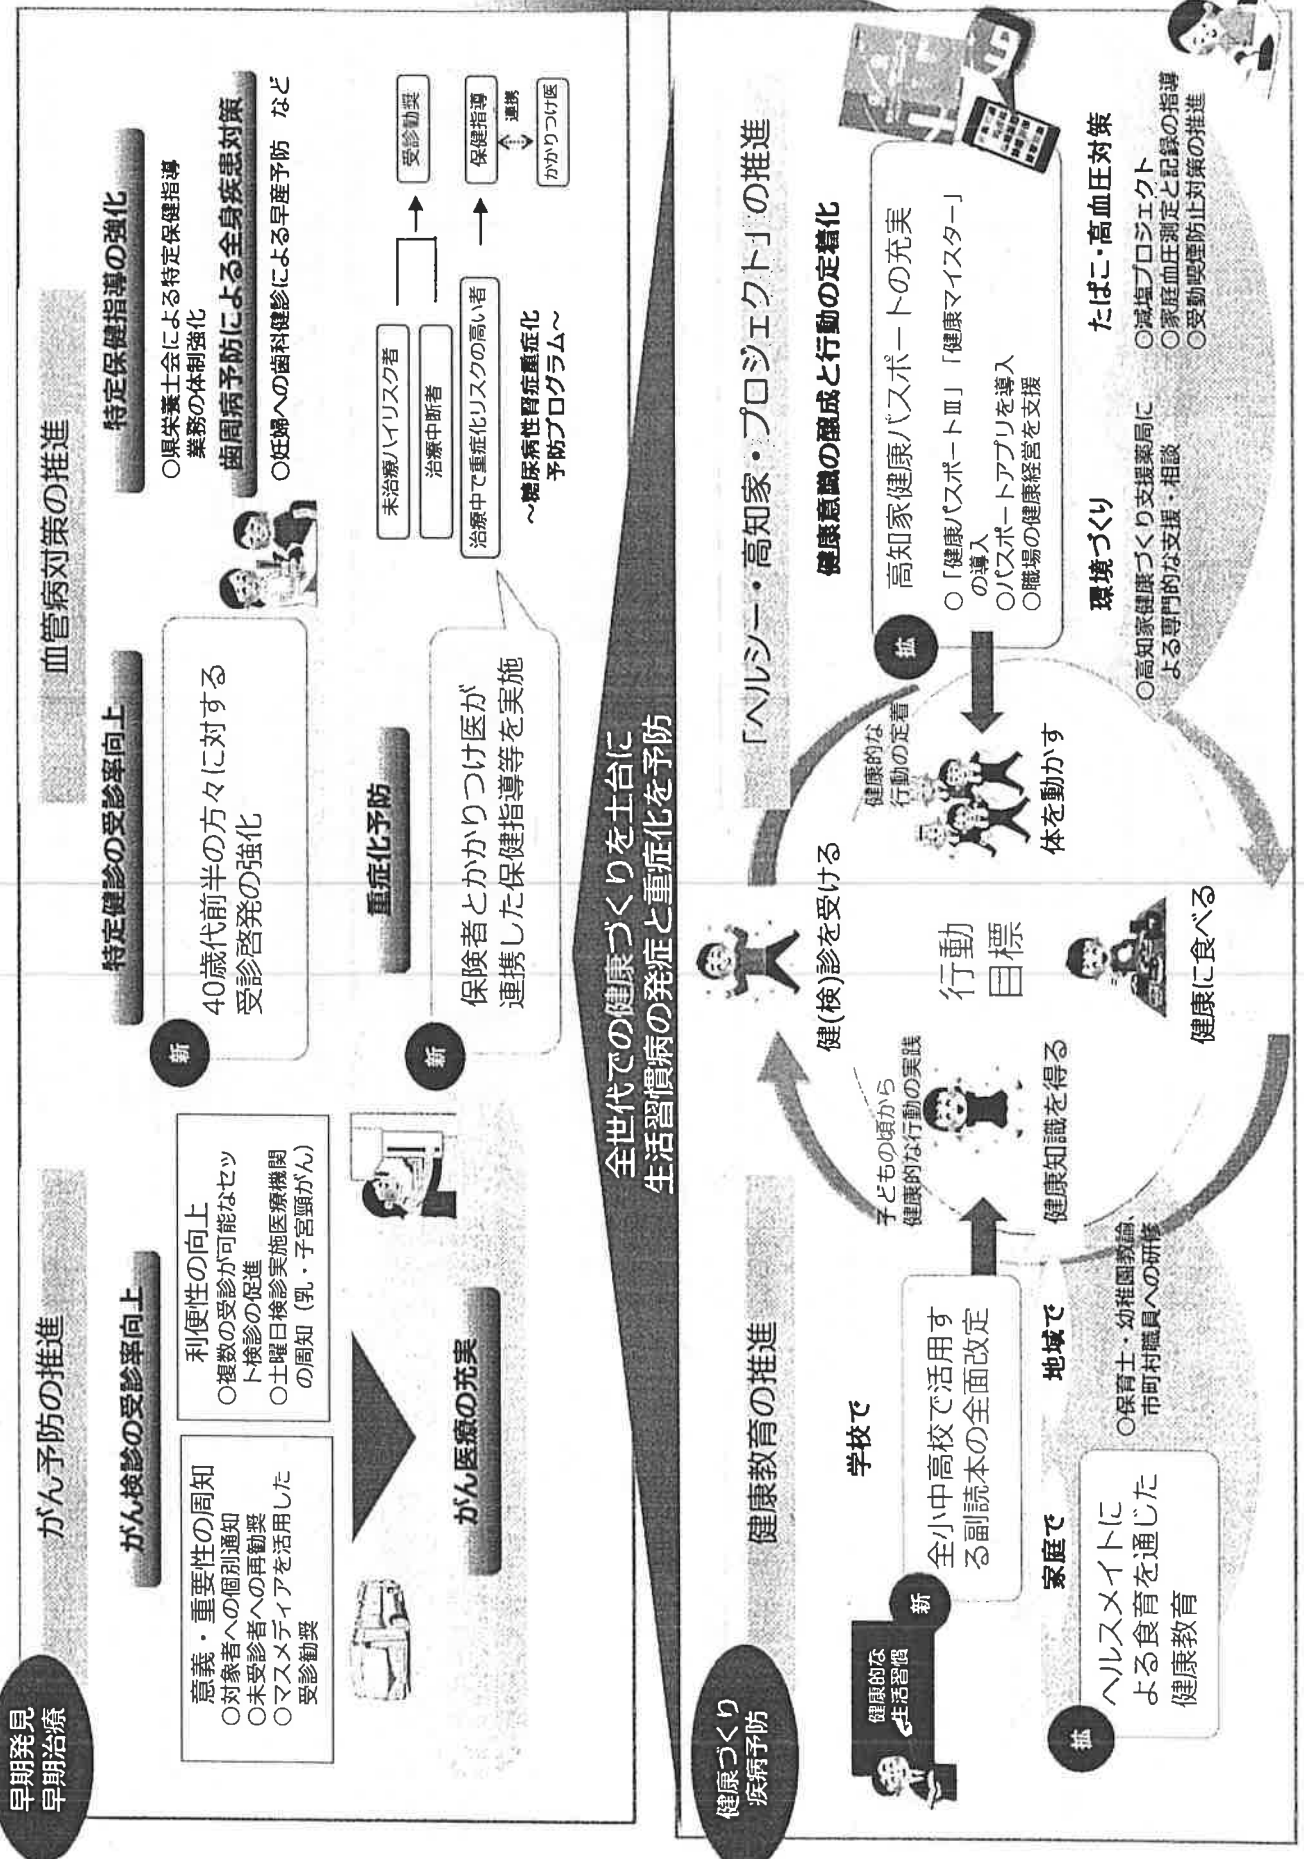 早期発見
早期治療
がん予防の推進
がん検診の受診率向上
意義・重要性の周知
○対象者への個別通知
○未受診者への再勧奨
○マスメディアを活用した
受診勧奨
利便性の向上
○複数の受診が可能なセッ
ト検診の促進
○土曜日検診実施医療機関
の周知（乳・子宮頸がん）
がん医療の充実
血管病対策の推進
特定健診の受診率向上
新
40歳代前半の方々に対する
受診啓発の強化
特定保健指導の強化
○県栄養士会による特定保健指導
業務の体制強化
歯周病予防による全身疾患対策
○妊婦への歯科健診による早産予防　など
重症化予防
新
保険者とかかりつけ医が
連携した保健指導等を実施
未治療ハイリスク者
治療中断者
治療中で重症化リスクの高い者
受診勧奨
保健指導
連携
かかりつけ医
～糖尿病性腎症重症化
予防プログラム～
全世代での健康づくりを土台に
生活習慣病の発症と重症化を予防
健康づくり
疾病予防
健康教育の推進
学校で
健康的な
生活習慣
新
全小中高校で活用す
る副読本の全面改定
家庭で
拡
ヘルスメイトに
よる食育を通じた
健康教育
地域で
○保育士・幼稚園教諭、
市町村職員への研修
子どもの頃から
健康的な行動の実践
健康知識を得る
健(検)診を受ける
行動
目標
健康に食べる
体を動かす
健康的な
行動の定着
「ヘルシー・高知家・プロジェクト」の推進
健康意識の醸成と行動の定着化
拡
高知家健康パスポートの充実
○「健康パスポートⅢ」「健康マイスター」
の導入
○パスポートアプリを導入
○職場の健康経営を支援
環境づくり
○高知家健康づくり支援薬局に
よる専門的な支援・相談
たばこ・高血圧対策
○減塩プロジェクト
○家庭血圧測定と記録の指導
○受動喫煙防止対策の推進